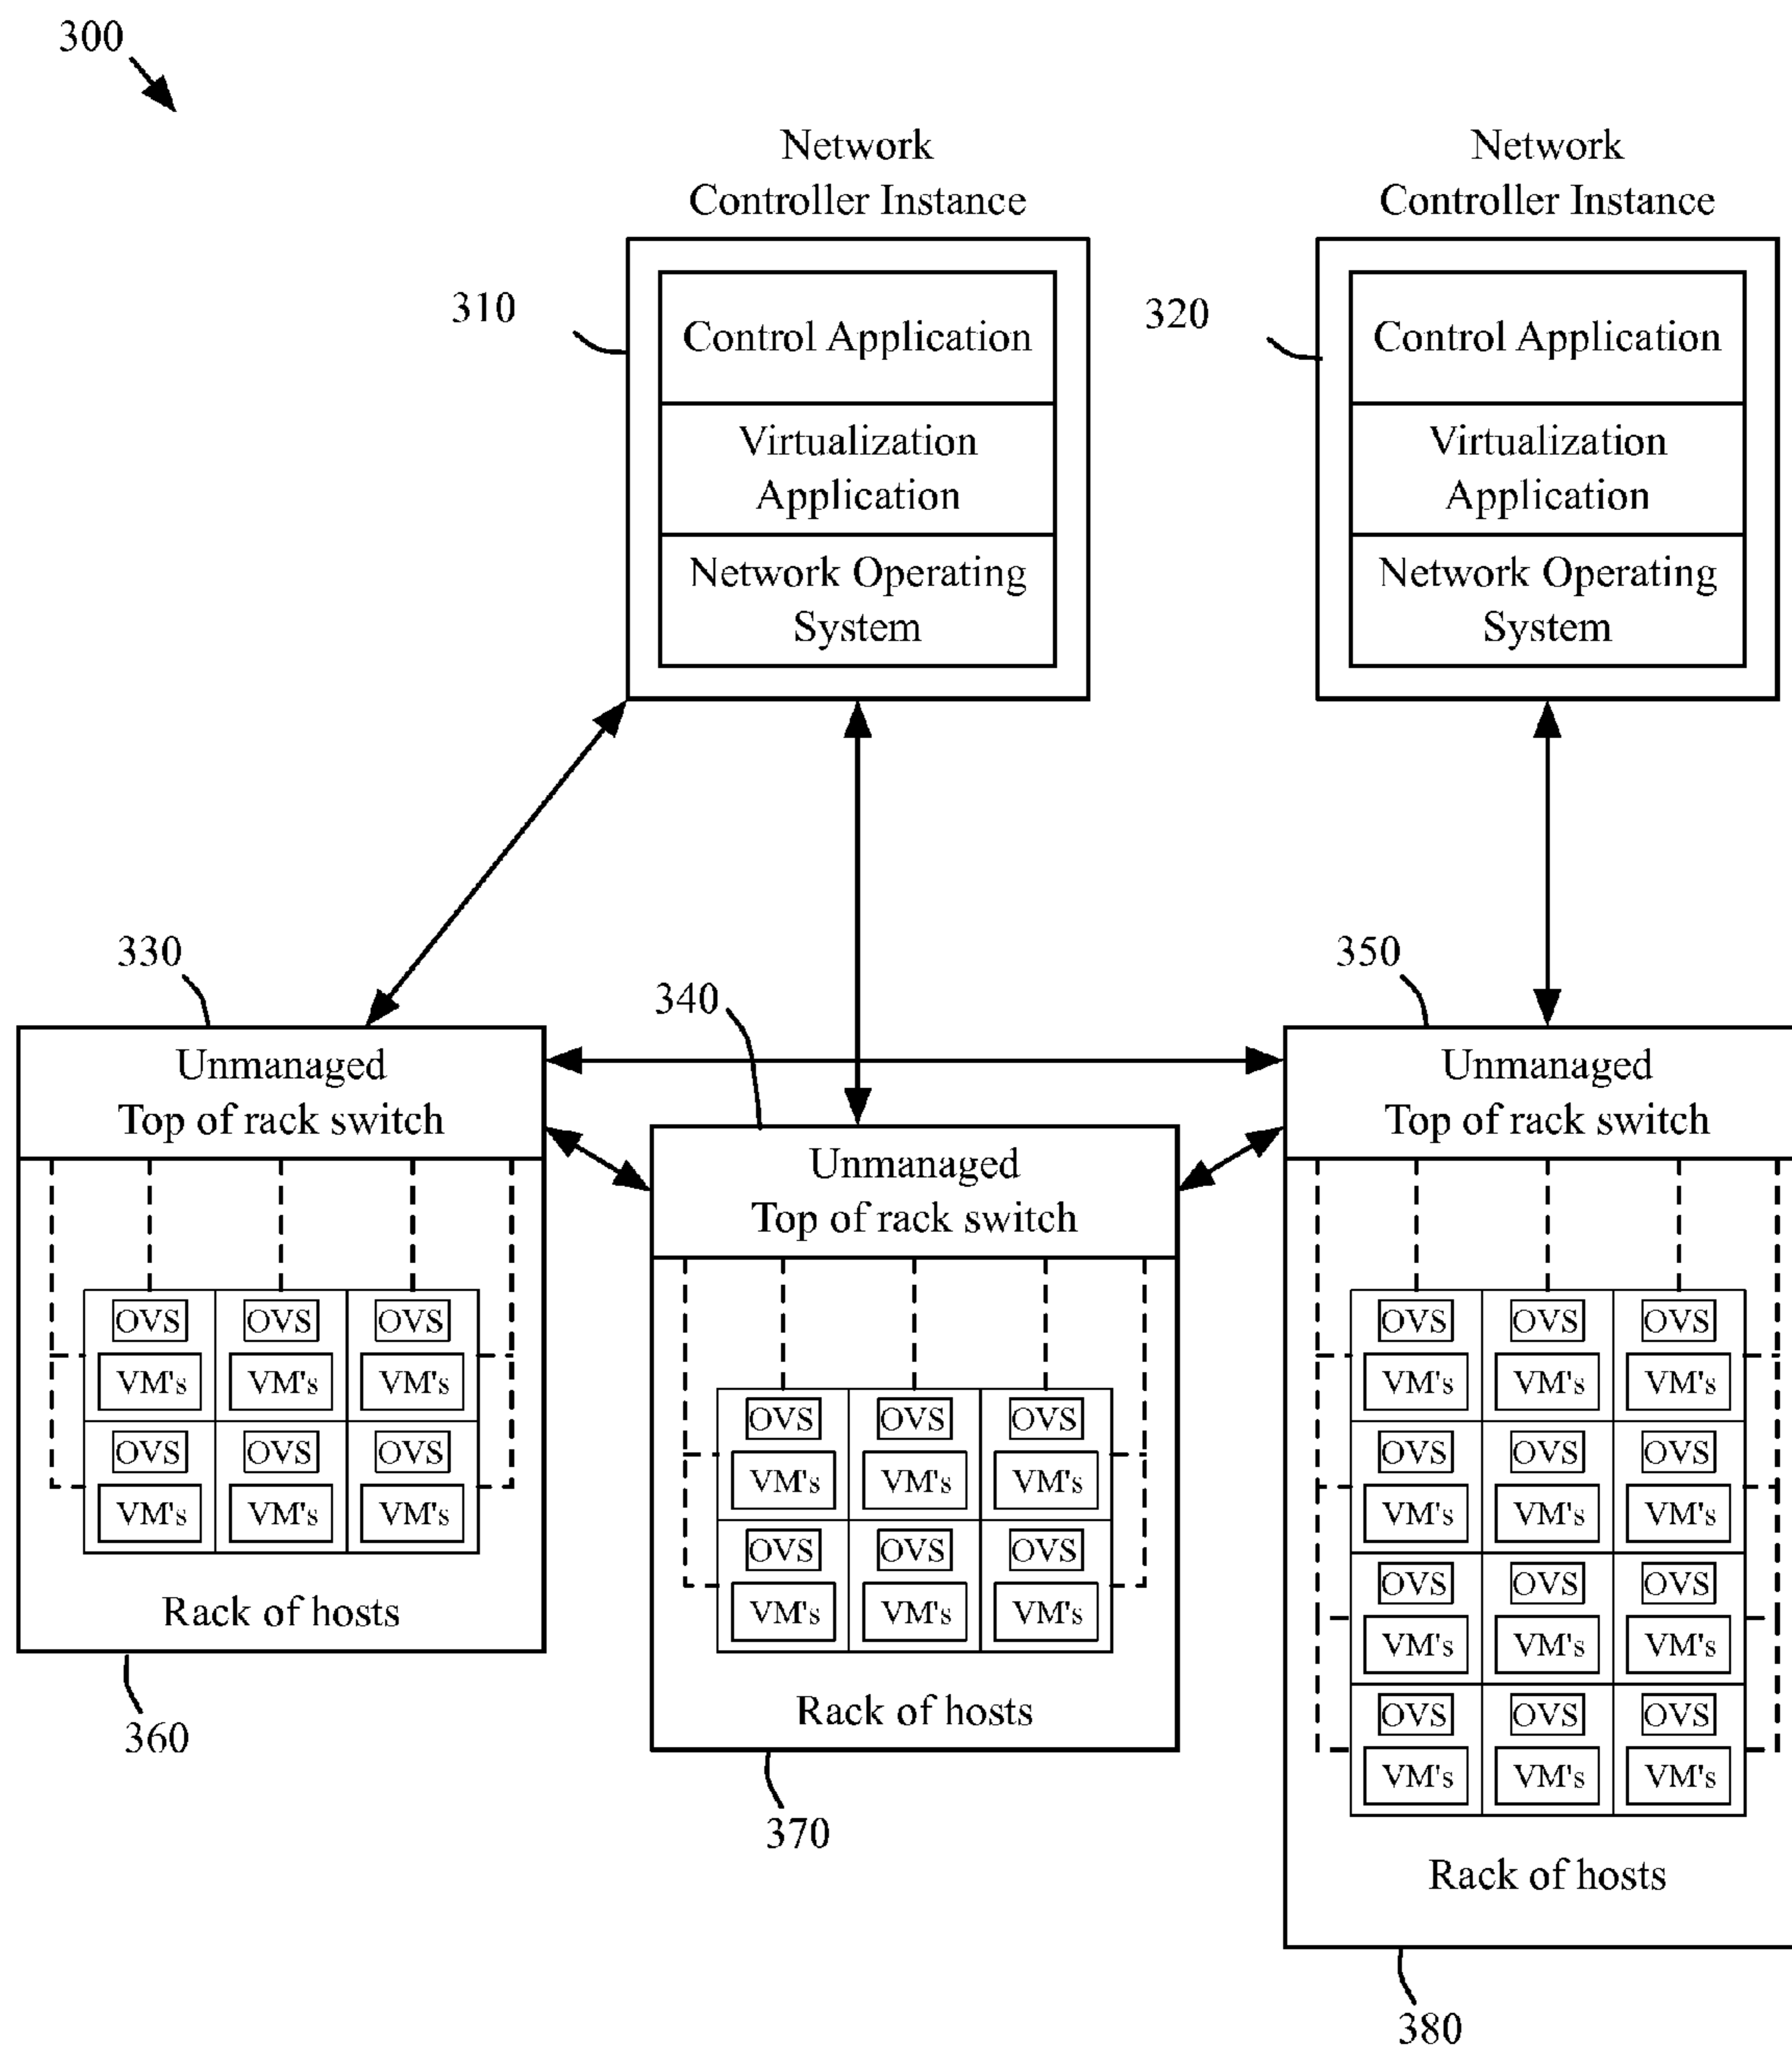 300
Network
Controller Instance
Network
Controller Instance
310
Control Application
Virtualization
Application
Network Operating
System
320
Control Application
Virtualization
Application
Network Operating
System
330
Unmanaged
Top of rack switch
340
Unmanaged
Top of rack switch
350
Unmanaged
Top of rack switch
OVS OVS OVS
VM's VM's VM's
OVS OVS OVS
VM's VM's VM's
Rack of hosts
360
OVS OVS OVS
VM's VM's VM's
OVS OVS OVS
VM's VM's VM's
Rack of hosts
370
OVS OVS OVS
VM's VM's VM's
OVS OVS OVS
VM's VM's VM's
OVS OVS OVS
VM's VM's VM's
OVS OVS OVS
VM's VM's VM's
Rack of hosts
380